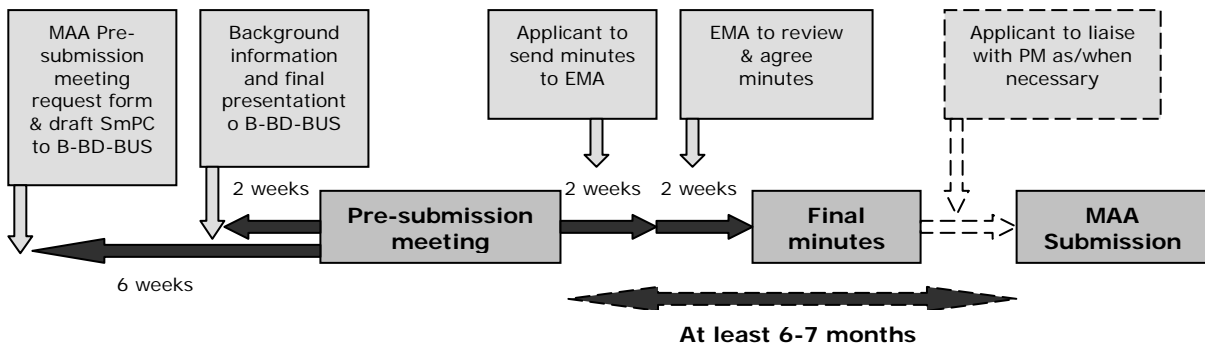 MAA Pre-
submission
meeting
request form
& draft SmPC
to B-BD-BUS
Background
information
and final
presentationt
o B-BD-BUS
Applicant to
send minutes
to EMA
EMA to review
& agree
minutes
Applicant to liaise
with PM as/when
necessary
2 weeks
2 weeks
2 weeks
Pre-submission
meeting
Final
minutes
MAA
Submission
6 weeks
At least 6-7 months